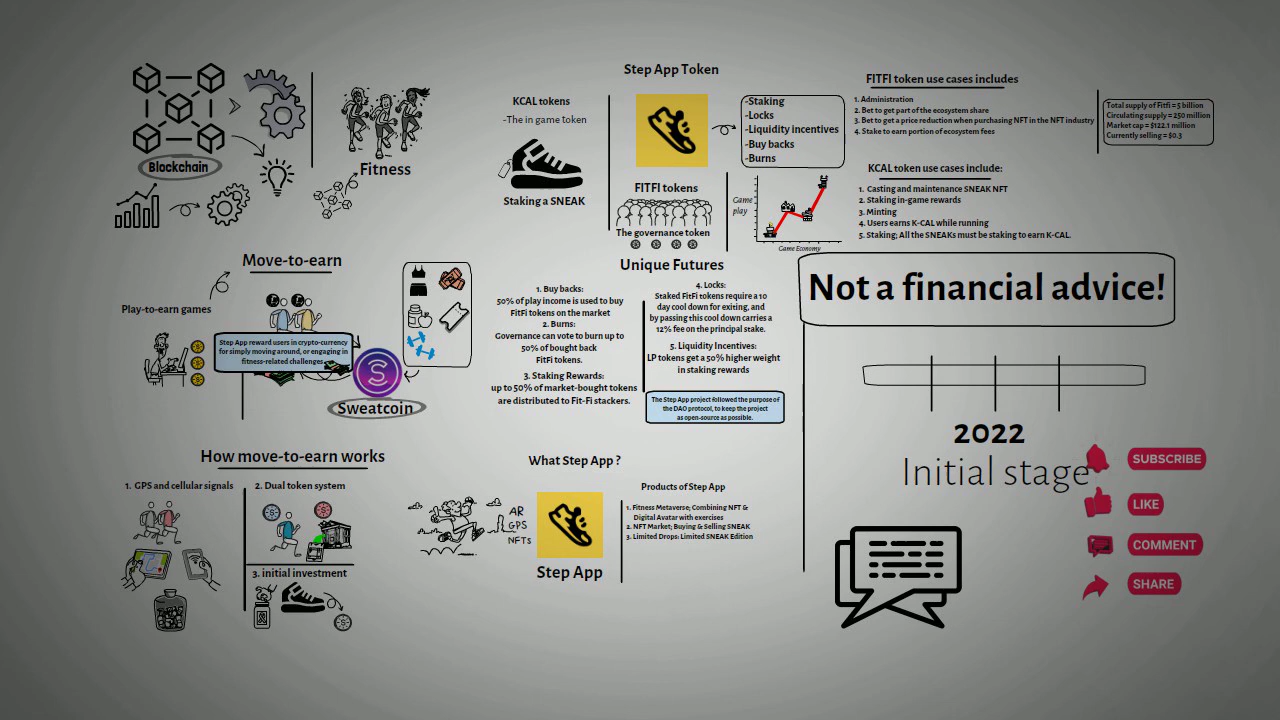 Blockchain
Fitness
Move-to-earn
Play-to-earn games
Step App reward users in crypto-currency
for simply moving around, or engaging in
fitness-related challenges.
S
Sweatcoin
How move-to-earn works
1. GPS and cellular signals
2. Dual token system
3. initial investment
Step App Token
KCAL tokens
-The in game token
Staking a SNEAK
-Staking
-Locks
-Liquidity incentives
-Buy backs
-Burns
FITFI tokens
The governance token
Game
play
Game Economy
FITFI token use cases includes
1. Administration
2. Bet to get part of the ecosystem share
3. Bet to get a price reduction when purchasing NFT in the NFT industry
4. Stake to earn portion of ecosystem fees
Total supply of Fitfi = 5 billion
Circulating supply = 250 million
Market cap = $122.1 million
Currently selling = $0.3
KCAL token use cases include:
1. Casting and maintenance SNEAK NFT
2. Staking in-game rewards
3. Minting
4. Users earns K-CAL while running
5. Staking; All the SNEAKs must be staking to earn K-CAL.
Unique Futures
1. Buy backs:
50% of play income is used to buy
FitFi tokens on the market
2. Burns:
Governance can vote to burn up to
50% of bought back
FitFi tokens.
3. Staking Rewards:
up to 50% of market-bought tokens
are distributed to Fit-Fi stackers.
4. Locks:
Staked FitFi tokens require a 10
day cool down for exiting, and
by passing this cool down carries a
12% fee on the principal stake.
5. Liquidity Incentives:
LP tokens get a 50% higher weight
in staking rewards
The Step App project followed the purpose of
the DAO protocol, to keep the project
as open-source as possible.
What Step App ?
AR
GPS
NFTs
Step App
Products of Step App
1. Fitness Metaverse; Combining NFT &
Digital Avatar with exercises
2. NFT Market; Buying & Selling SNEAK
3. Limited Drops: Limited SNEAK Edition
Not a financial advice!
2022
Initial stage
SUBSCRIBE
LIKE
COMMENT
SHARE